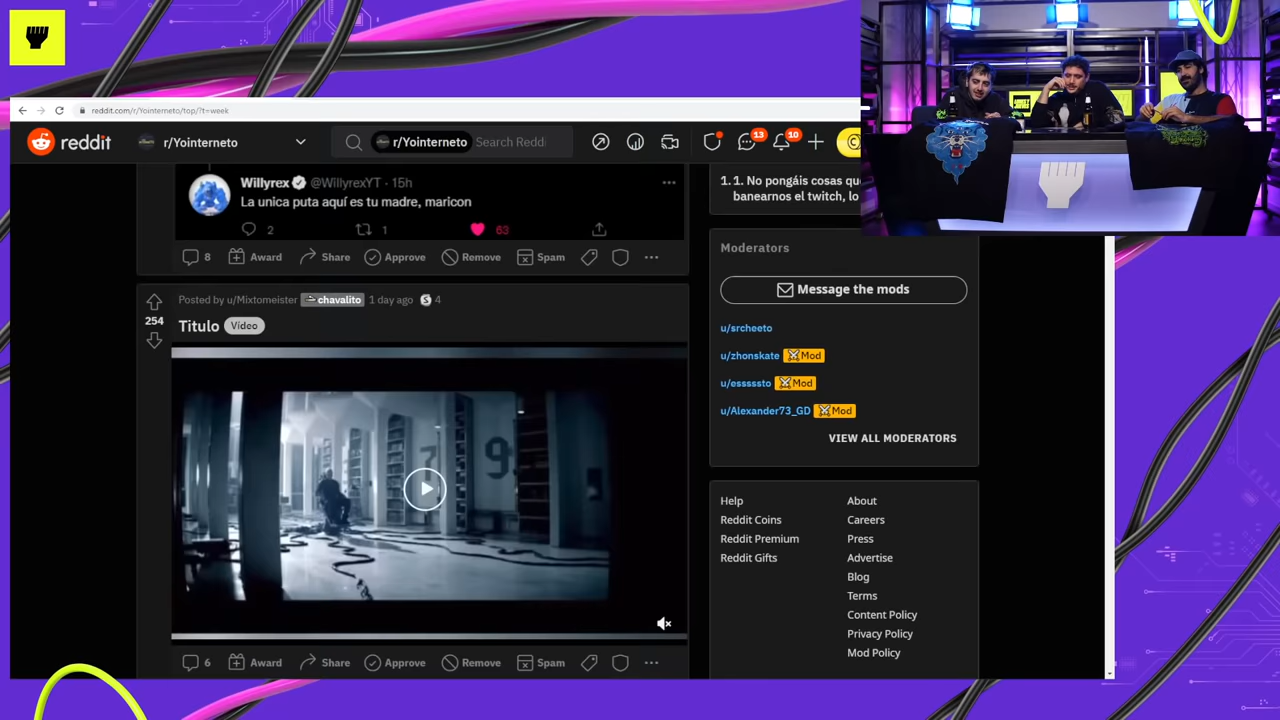 reddit.com/r/Yointerneto/top/?t=week
reddit
r/Yointerneto
r/Yointerneto
Search Reddi
13
10
Willyrex @WillyrexYT · 15h
La unica puta aquí es tu madre, maricon
2
1
63
8
Award
Share
Approve
Remove
Spam
Posted by u/Mixtomeister chavalito 1 day ago S 4
254
Titulo Vídeo
79
6
Award
Share
Approve
Remove
Spam
1. 1. No pongáis cosas que
banearnos el twitch, lo
Moderators
Message the mods
u/srcheeto
u/zhonskate Mod
u/esssssto Mod
u/Alexander73_GD Mod
VIEW ALL MODERATORS
Help
Reddit Coins
Reddit Premium
Reddit Gifts
About
Careers
Press
Advertise
Blog
Terms
Content Policy
Privacy Policy
Mod Policy